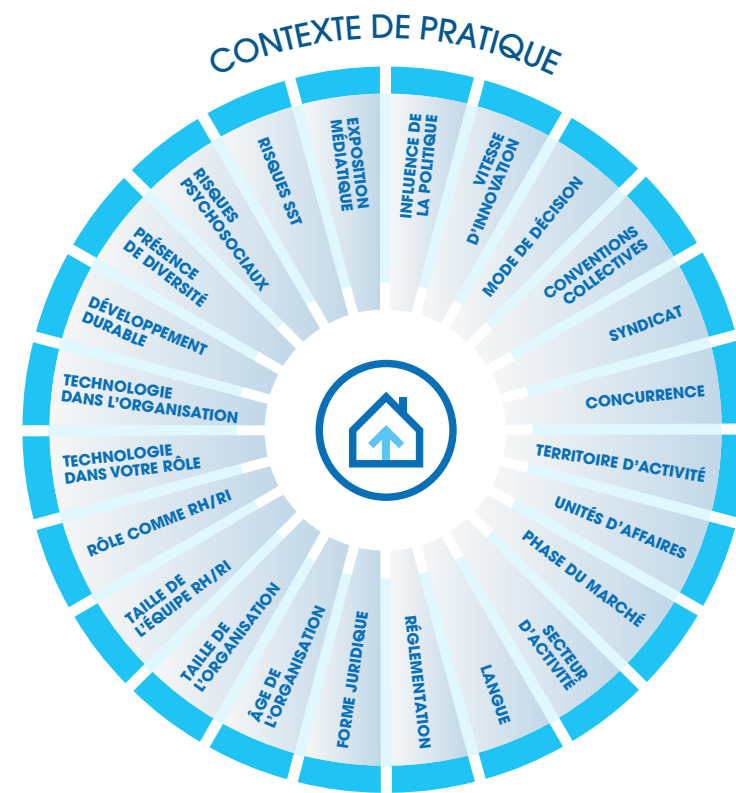 CONTEXTE DE PRATIQUE
INFLUENCE DE
LA POLITIQUE
VITESSE
D'INNOVATION
MODE DE DÉCISION
CONVENTIONS
COLLECTIVES
SYNDICAT
CONCURRENCE
TERRITOIRE D'ACTIVITÉ
UNITÉS D'AFFAIRES
PHASE DU MARCHÉ
SECTEUR
D'ACTIVITÉ
LANGUE
RÉGLEMENTATION
FORME JURIDIQUE
ÂGE DE
L'ORGANISATION
TAILLE DE
L'ORGANISATION
TAILLE DE
L'ÉQUIPE RH/RI
RÔLE COMME RH/RI
TECHNOLOGIE
DANS VOTRE RÔLE
TECHNOLOGIE
DANS L'ORGANISATION
DÉVELOPPEMENT
DURABLE
PRÉSENCE
DE DIVERSITÉ
RISQUES
PSYCHOSOCIAUX
RISQUES SST
EXPOSITION
MÉDIATIQUE